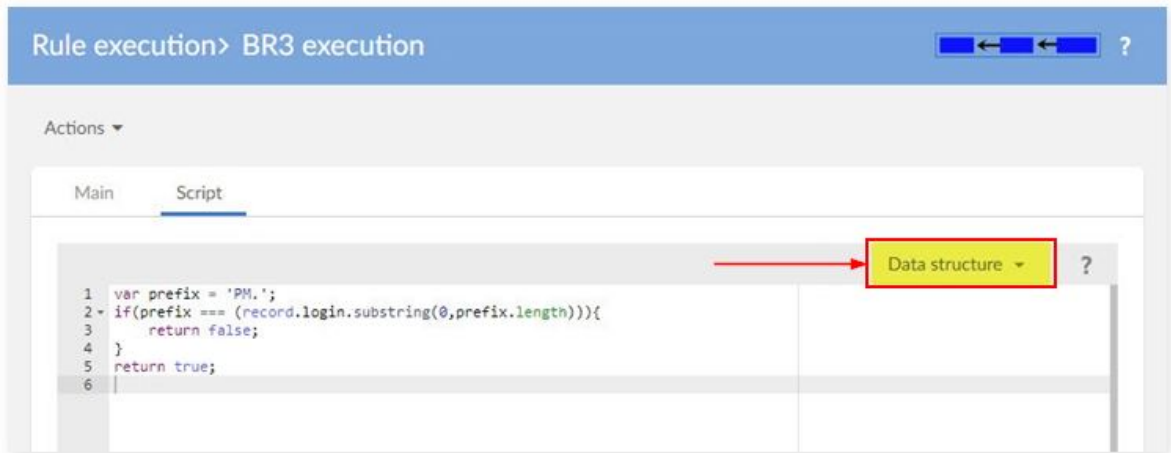 Rule execution> BR3 execution
?
Actions
Main
Script
Data structure
?
1 var prefix = 'PM.';
2 if(prefix === (record.login.substring(0,prefix.length))){
3 return false;
4 }
5 return true;
6